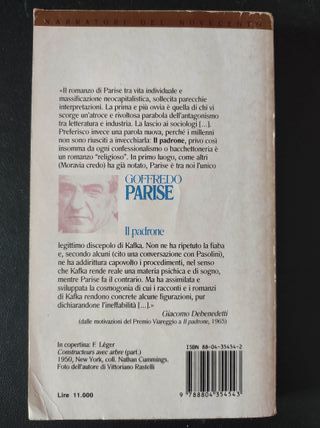 NARRATORI DEL NOVECENTO
«Il romanzo di Parise tra vita individuale e
massificazione neocapitalistica, sollecita parecchie
interpretazioni. La prima e più ovvia è quella di chi vi
scorge un'atroce e rivoltosa parabola dell'antagonismo
tra letteratura e industria. La lascio ai sociologi [...].
Preferisco invece una parola nuova, perché i millenni
non sono riusciti a invecchiarla: Il padrone, privo così
insomma da ogni confessionalismo o bacchettoneria è
un romanzo "religioso". In primo luogo, come altri
(Moravia credo) ha già notato, Parise è tra noi l'unico
GOFFREDO
PARISE
Il padrone
legittimo discepolo di Kafka. Non ne ha ripetuto la fiaba
e, secondo alcuni (cito una conversazione con Pasolini),
ne ha addirittura capovolto i procedimenti, nel senso
che Kafka rende reale una materia psichica e di sogno,
mentre Parise fa il contrario. Ma ha assimilata e
sviluppata la cosmogonia di cui i racconti e i romanzi
di Kafka rendono concrete alcune figurazioni, pur
dichiarandone l'ineffabilità [...]»
Giacomo Debenedetti
(dalle motivazioni del Premio Viareggio a Il padrone, 1965)
In copertina: F. Léger
Constructeurs avec arbre (part.)
1950, New York, coll. Nathan Cummings.
Foto dell'autore di Vittoriano Rastelli
Lire 11.000
ISBN 88-04-35454-2
9 788804 354543